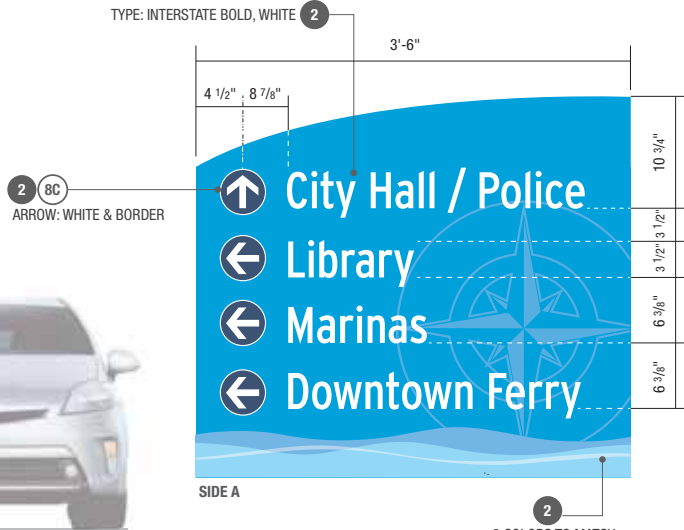 TYPE: INTERSTATE BOLD, WHITE 2
3'-6"
4 1/2" 8 7/8"
10 3/4"
2 8C
ARROW: WHITE & BORDER
City Hall / Police
3 1/2"
Library
3 1/2"
Marinas
6 3/8"
Downtown Ferry
6 3/8"
SIDE A
2